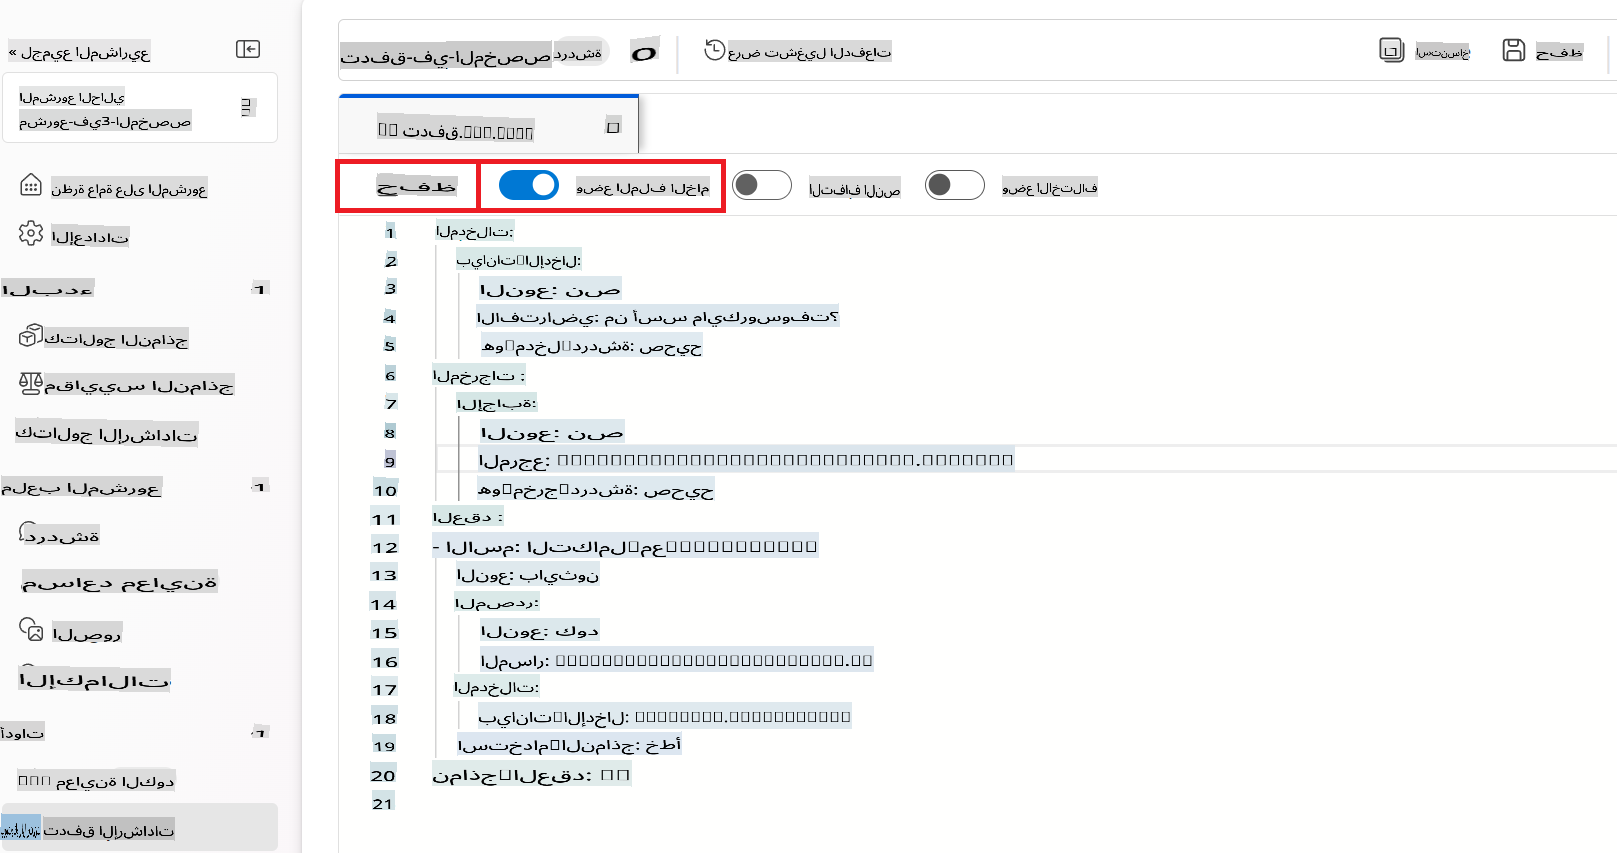 « لجميع المشاريع
المشروع الحالي
مشروع-في3-المخصص
نظرة عامة على المشروع
الإعدادات
البدء
كتالوج النماذج
مقاييس النماذج
كتالوج الإرشادات
ملعب المشروع
دردشة
مساعد معاينة
الصور
الإكمالات
أدوات
معاينة الكود
تدفق الإرشادات
تدفق-في-المخصص
دردشة
عرض تشغيل الدفعات
استنساخ
حفظ
تدفق.
حفظ
وضع الملف الخام
التفاف النص
وضع الاختلاف
1 المدخلات:
2 بيانات الإدخال:
3 النوع: نص
4 الافتراضي: من أسس مايكروسوفت؟
5 هو مدخل دردشة: صحيح
6 المخرجات :
7 الإجابة:
8 النوع: نص
9 المرجع:
10 هو مخرج دردشة: صحيح
11 العقد :
12 - الاسم: التكامل مع
13 النوع: بايثون
14 المصدر:
15 النوع: كود
16 المسار:
17 المدخلات:
18 بيانات الإدخال:
19 استخدام النماذج: خطأ
20 نماذج العقد:
21